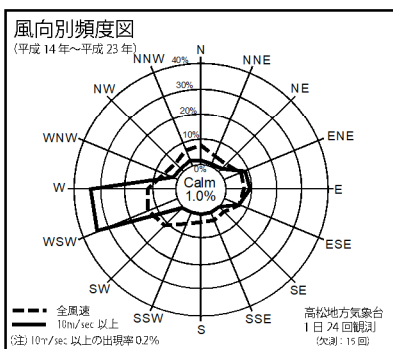 風向別頻度図
(平成14年～平成23年)
N
NNW
NNE
NW
NE
WNW
ENE
W
E
WSW
ESE
SW
SE
SSW
SSE
S
40%
30%
20%
10%
0%
Calm
1.0%
全風速
10m/sec 以上
(注) 10m/sec 以上の出現率0.2%
高松地方気象台
1日24回観測
(欠測：15回)